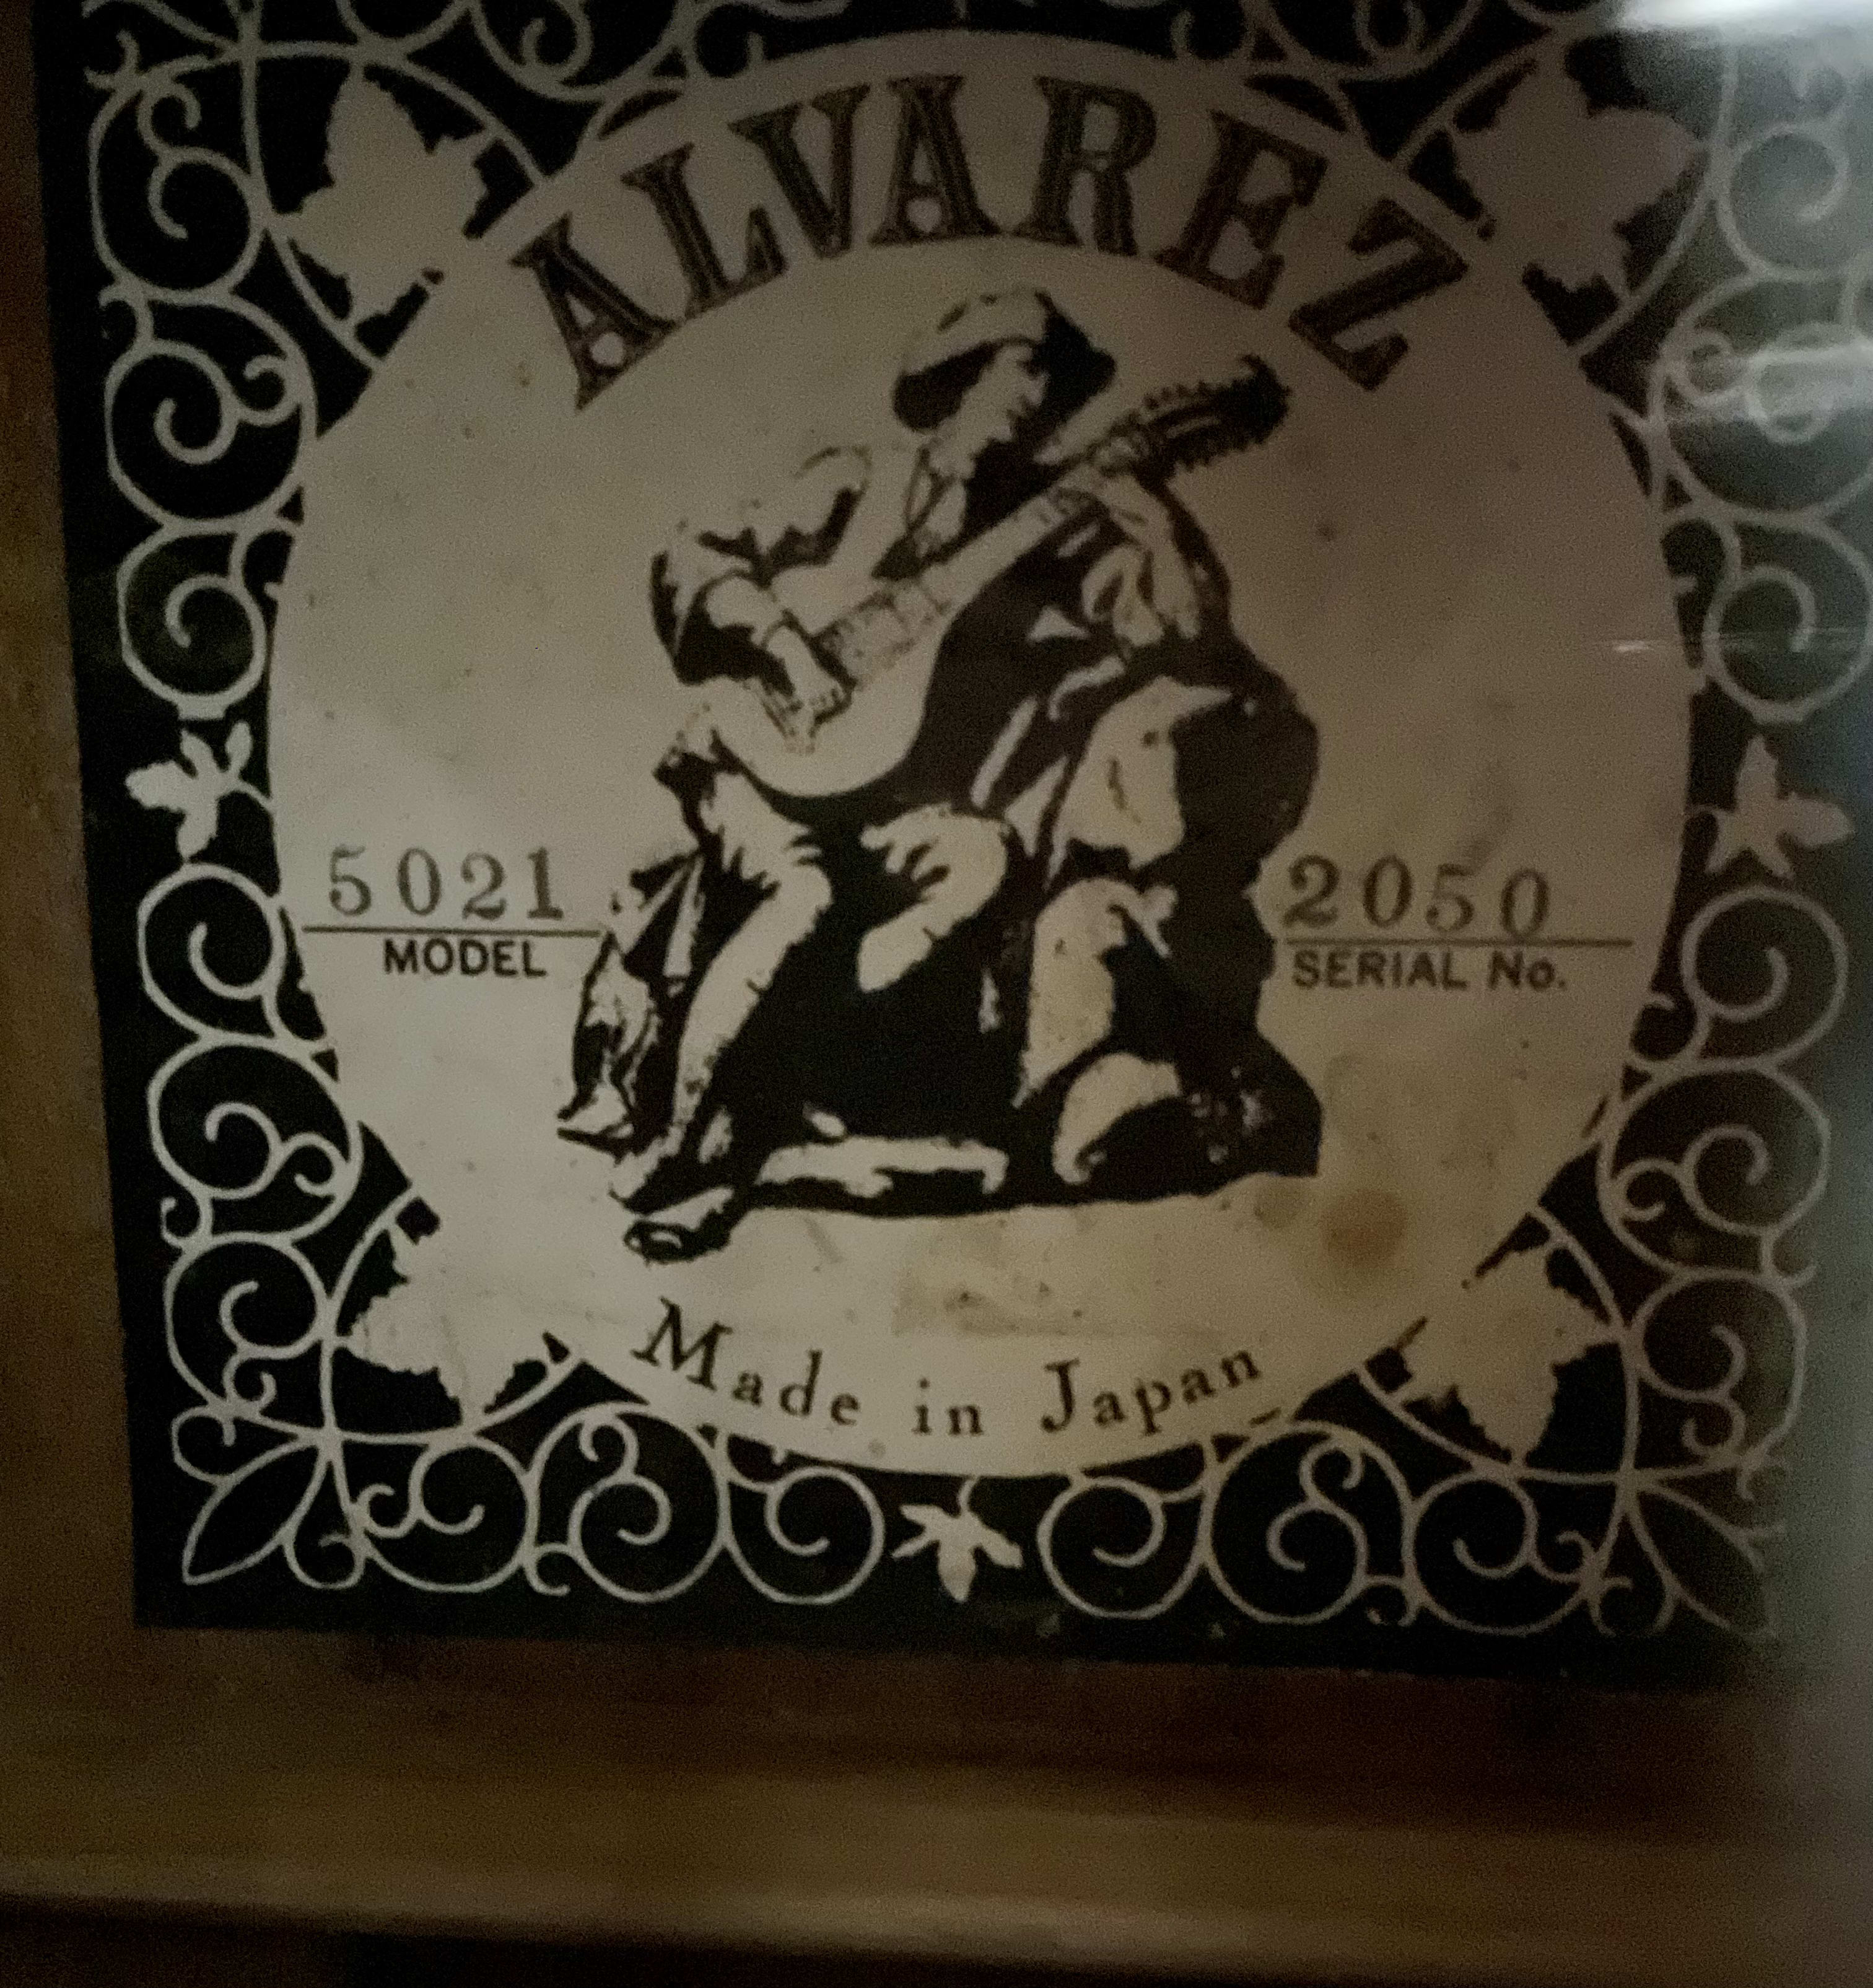 ALVAREZ
5021 2050
MODEL SERIAL No.
Made in Japan